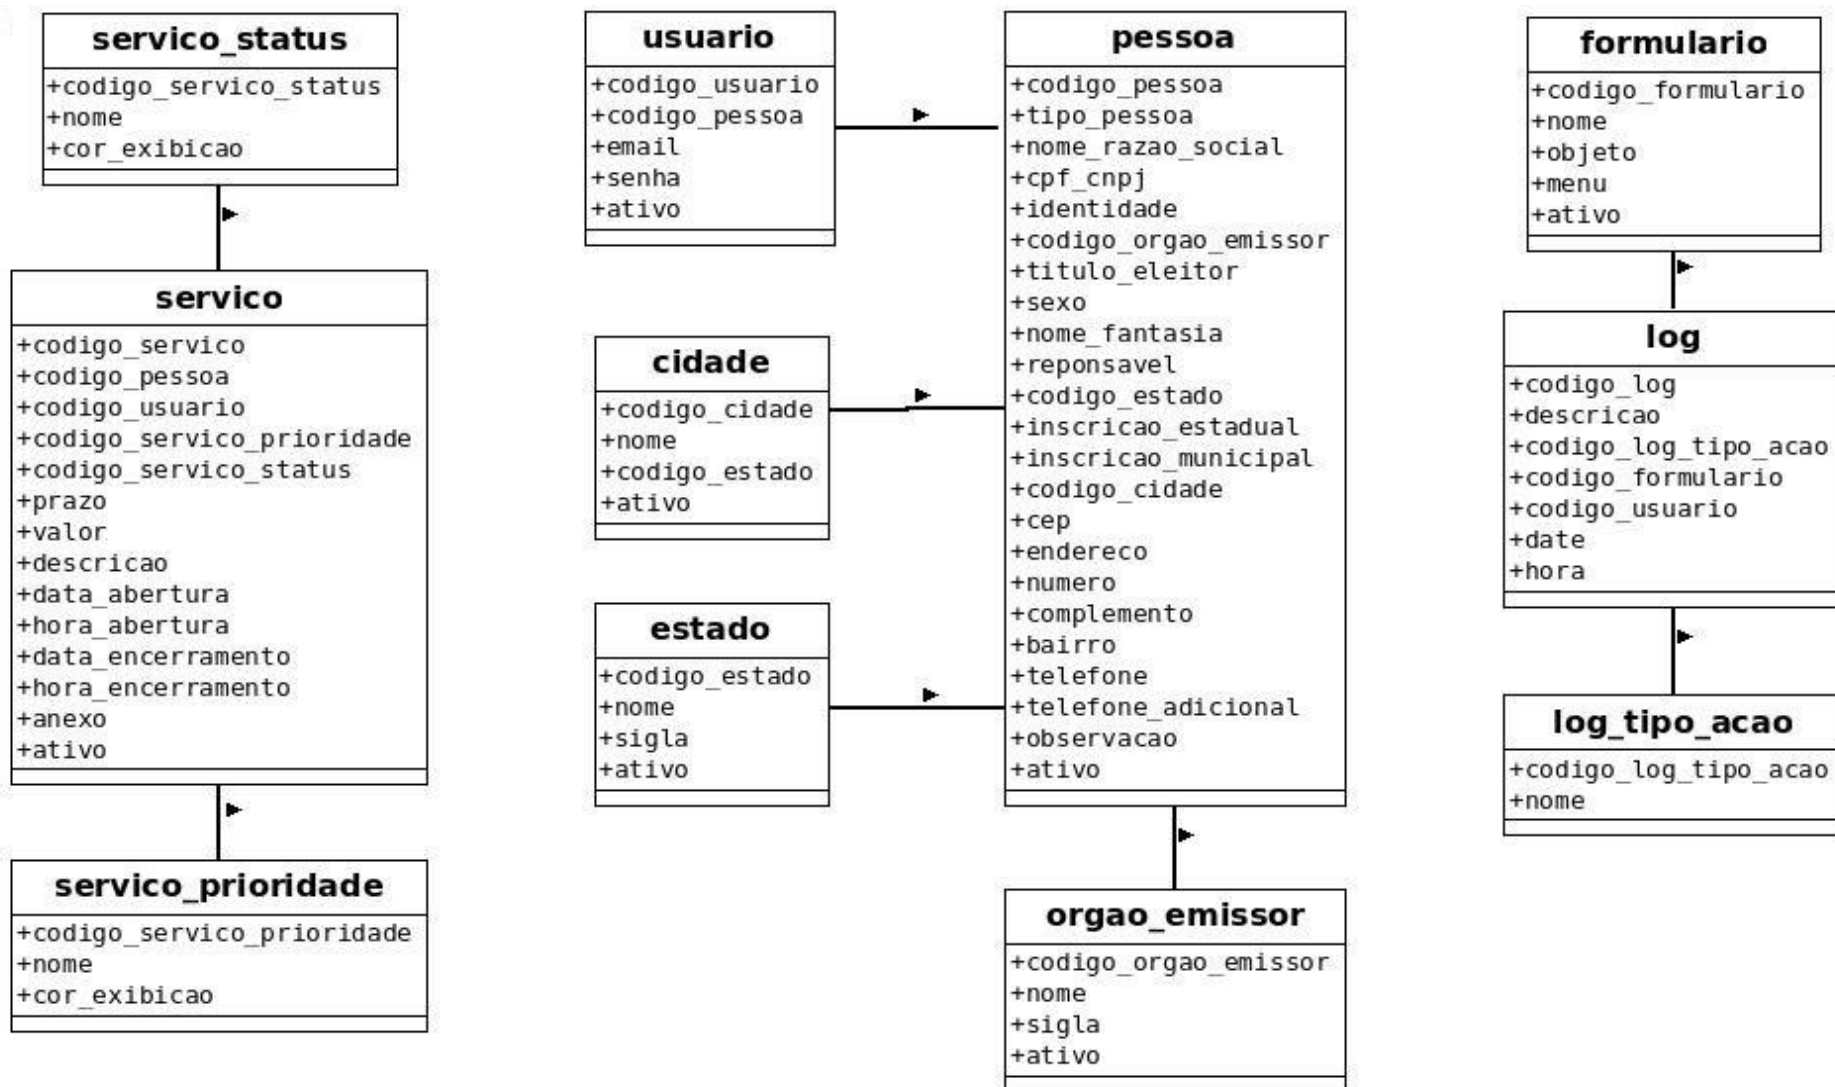 servico_status
+codigo_servico_status
+nome
+cor_exibicao
servico
+codigo_servico
+codigo_pessoa
+codigo_usuario
+codigo_servico_prioridade
+codigo_servico_status
+prazo
+valor
+descricao
+data_abertura
+hora_abertura
+data_encerramento
+hora_encerramento
+anexo
+ativo
servico_prioridade
+codigo_servico_prioridade
+nome
+cor_exibicao
usuario
+codigo_usuario
+codigo_pessoa
+email
+senha
+ativo
cidade
+codigo_cidade
+nome
+codigo_estado
+ativo
estado
+codigo_estado
+nome
+sigla
+ativo
pessoa
+codigo_pessoa
+tipo_pessoa
+nome_razao_social
+cpf_cnpj
+identidade
+codigo_orgao_emissor
+titulo_eleitor
+sexo
+nome_fantasia
+reponsavel
+codigo_estado
+inscricao_estadual
+inscricao_municipal
+codigo_cidade
+cep
+endereco
+numero
+complemento
+bairro
+telefone
+telefone_adicional
+observacao
+ativo
orgao_emissor
+codigo_orgao_emissor
+nome
+sigla
+ativo
formulario
+codigo_formulario
+nome
+objeto
+menu
+ativo
log
+codigo_log
+descricao
+codigo_log_tipo_acao
+codigo_formulario
+codigo_usuario
+date
+hora
log_tipo_acao
+codigo_log_tipo_acao
+nome